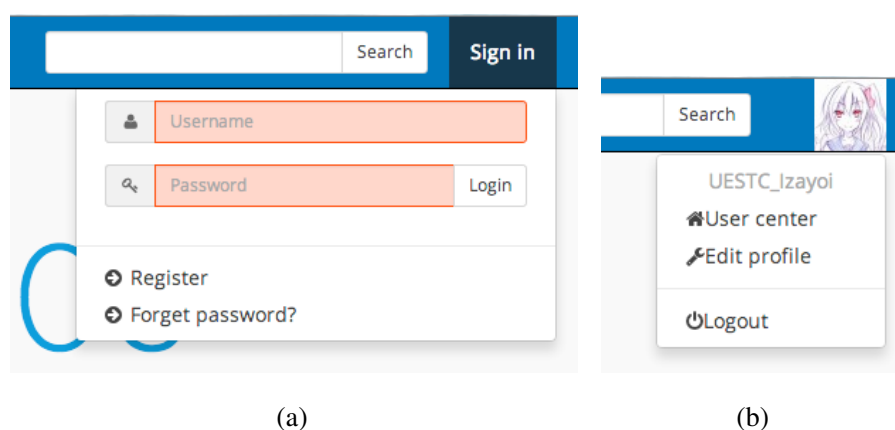 Search Sign in
Username
Password Login
Register
Forget password?
(a)
Search
UESTC_Izayoi
User center
Edit profile
Logout
(b)